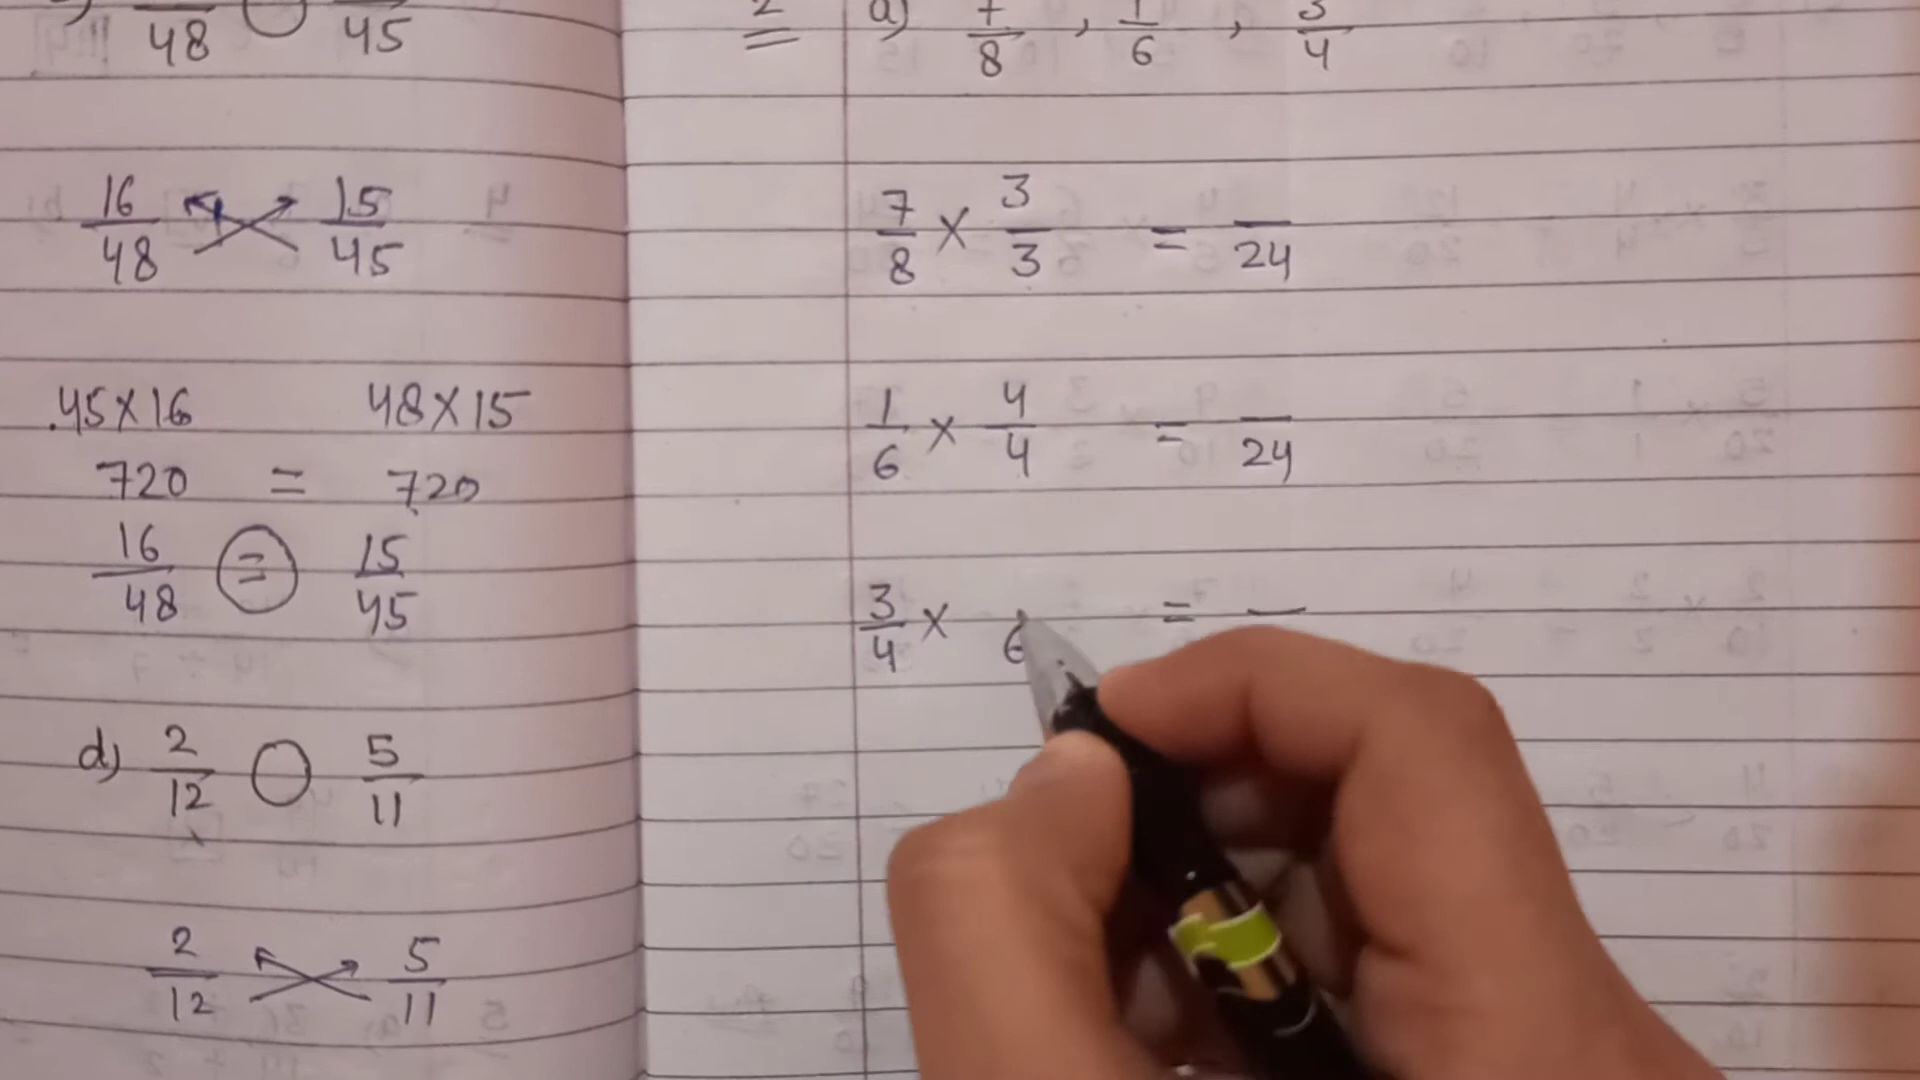 48 ○ 45
16/48 15/45
45×16 48×15
720 = 720
16/48 = 15/45
d) 2/12 ○ 5/11
2/12 5/11
2 a) 7/8 , 1/6 , 3/4
7/8 × 3/3 = /24
1/6 × 4/4 = /24
3/4 × 6 =